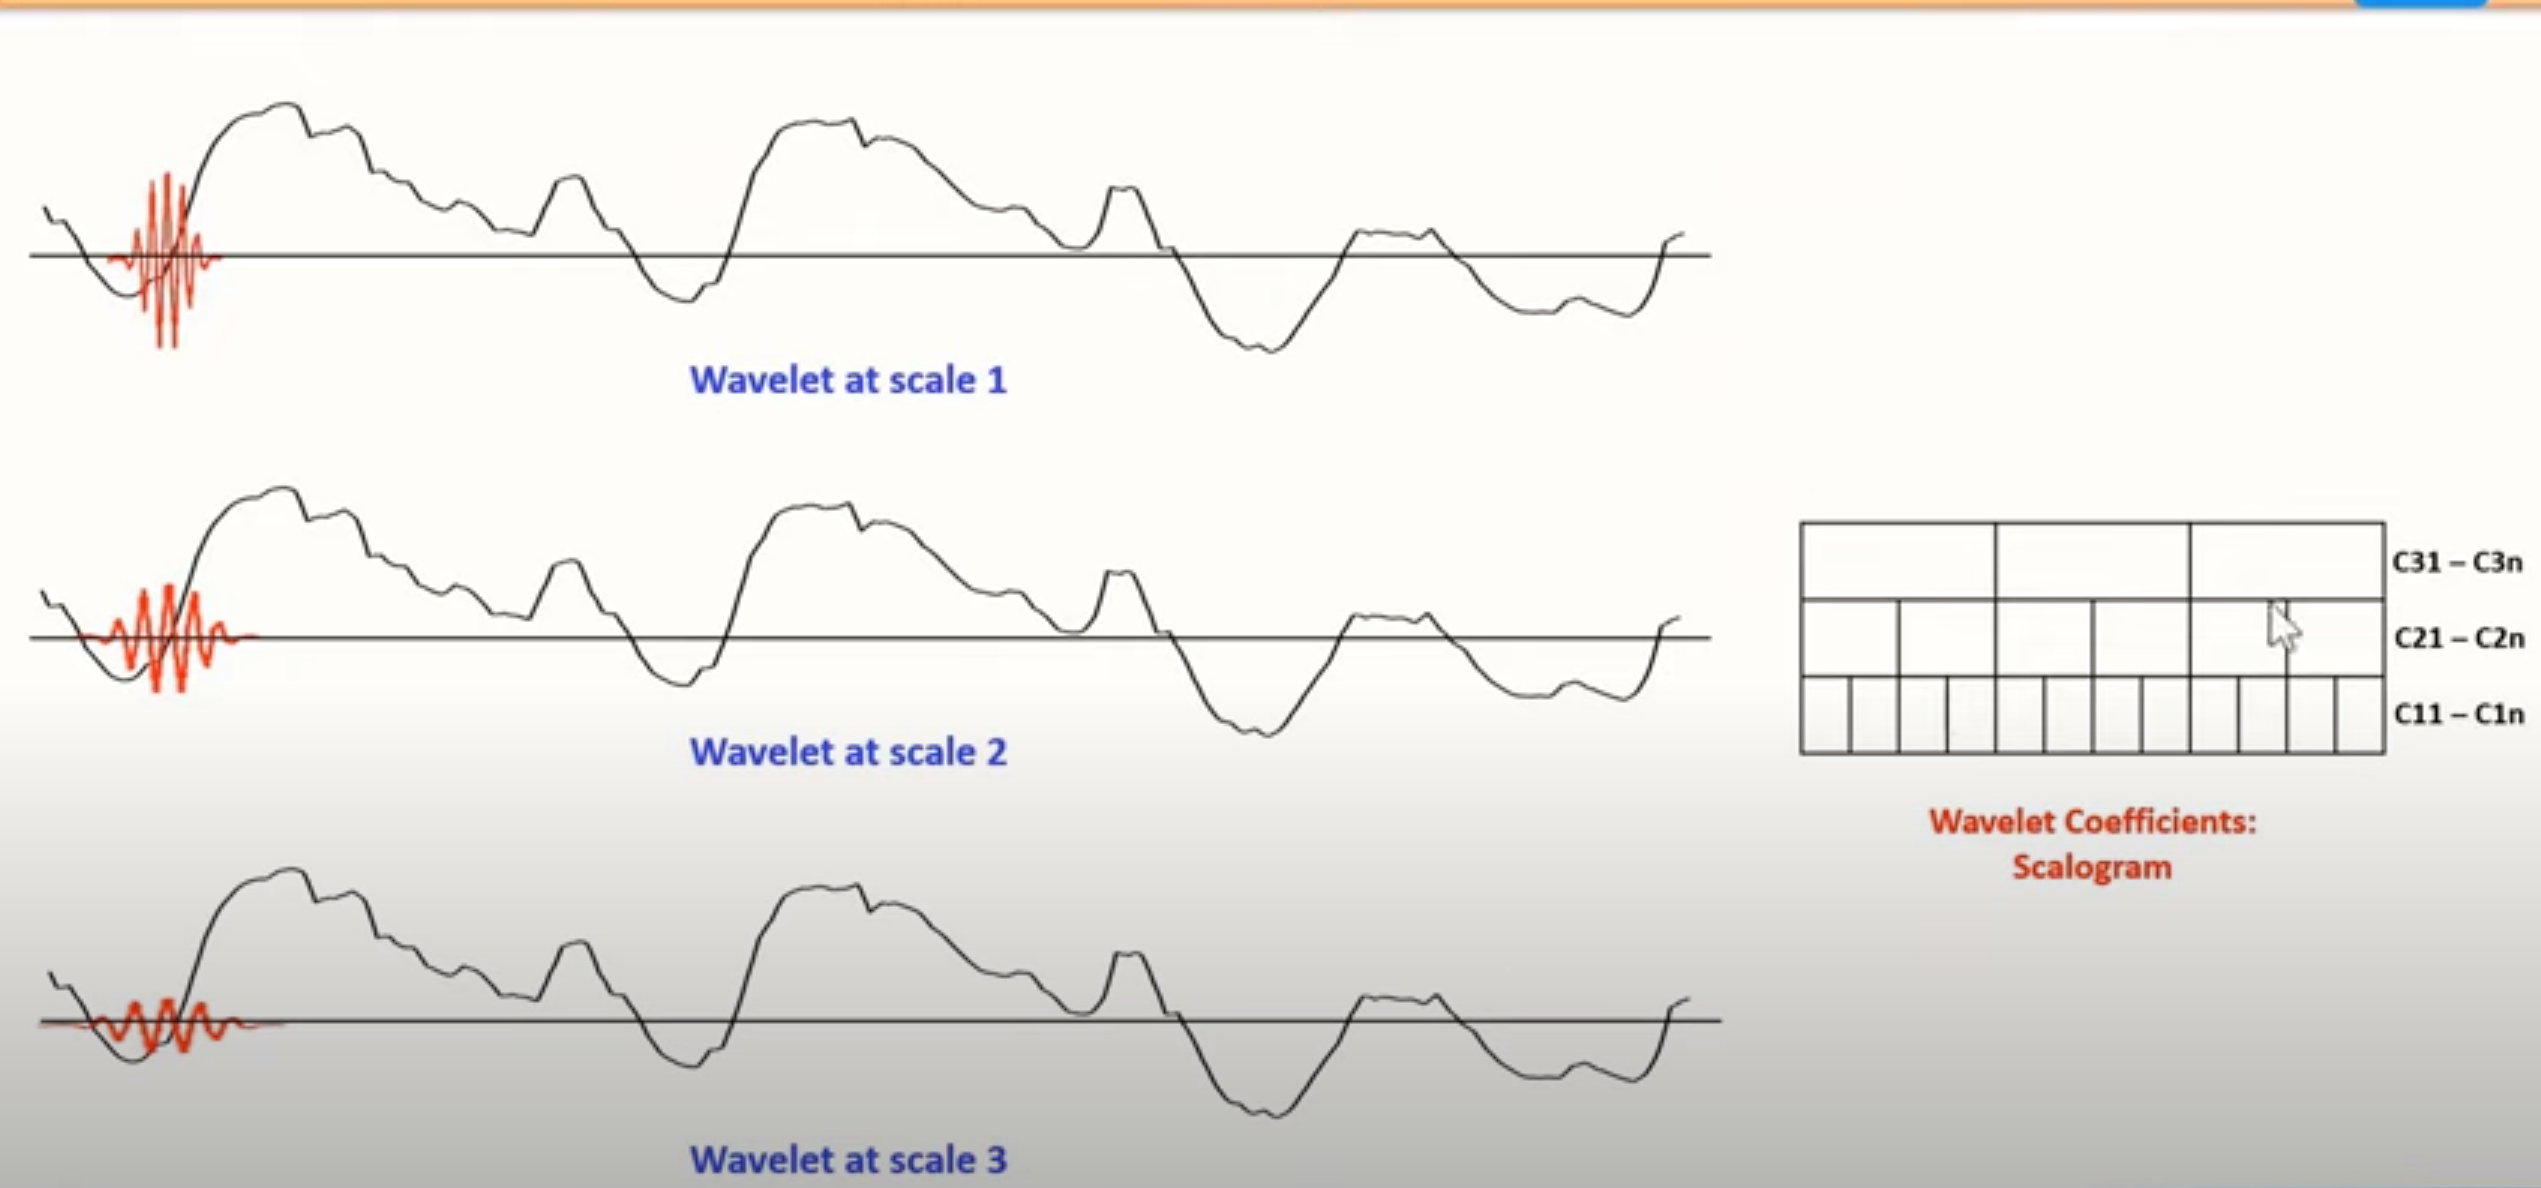 Wavelet at scale 1
Wavelet at scale 2
C31 – C3n
C21 – C2n
C11 – C1n
Wavelet Coefficients:
Scalogram
Wavelet at scale 3